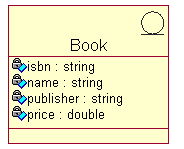 Book
isbn : string
name : string
publisher : string
price : double